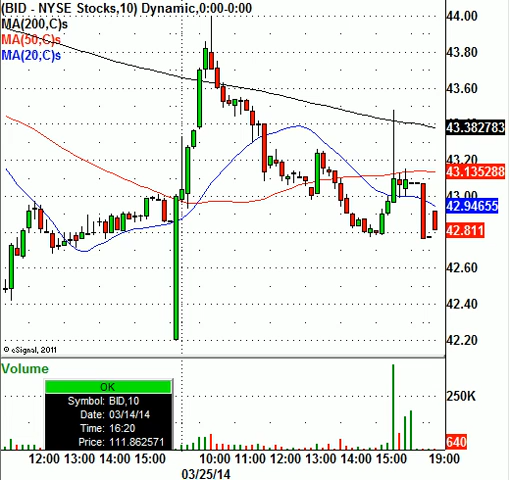 (BID - NYSE Stocks,10) Dynamic,0:00-0:00
MA(200,C)s
MA(50,C)s
MA(20,C)s
44.00
43.80
43.60
43.382783
43.20
43.135288
43.00
42.94655
42.811
42.60
42.40
42.20
© eSignal, 2011
Volume
OK
Symbol: BID,10
Date: 03/14/14
Time: 16:20
Price: 111.862571
250K
640
12:00 13:00 14:00 15:00 10:00 11:00 12:00 13:00 14:00 15:00 19:00
03/25/14